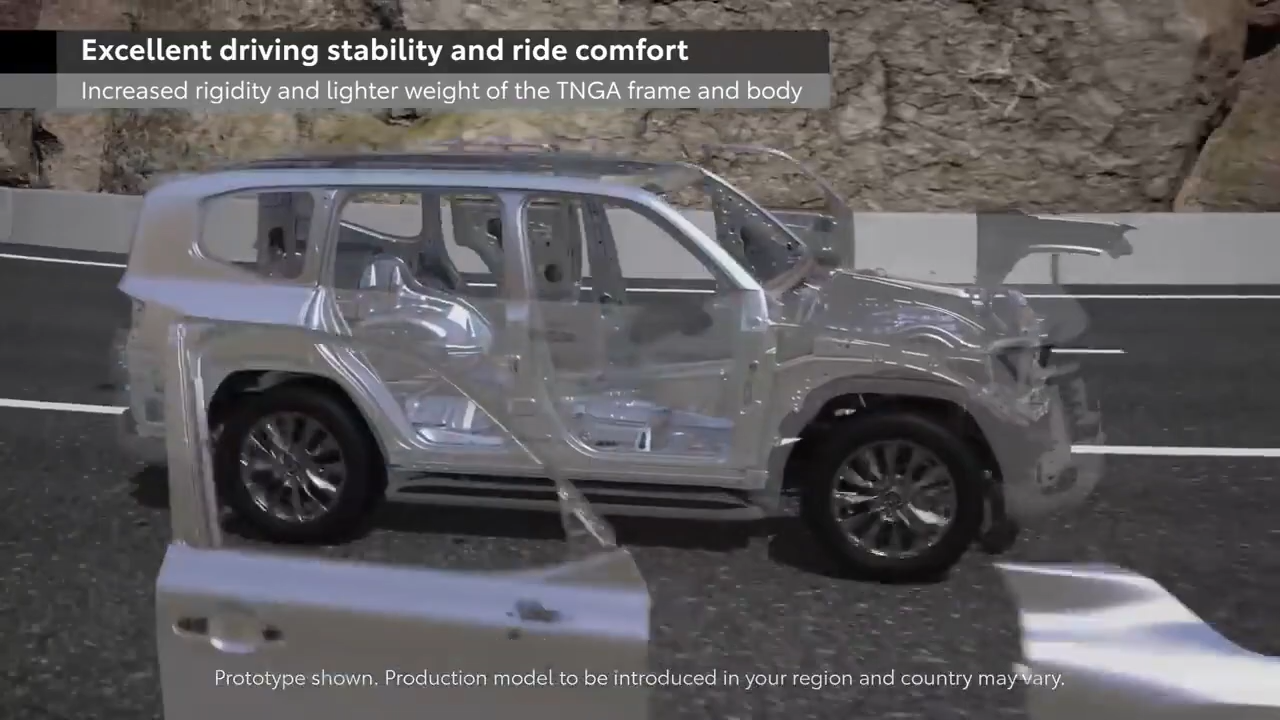 Excellent driving stability and ride comfort
Increased rigidity and lighter weight of the TNGA frame and body
Prototype shown. Production model to be introduced in your region and country may vary.